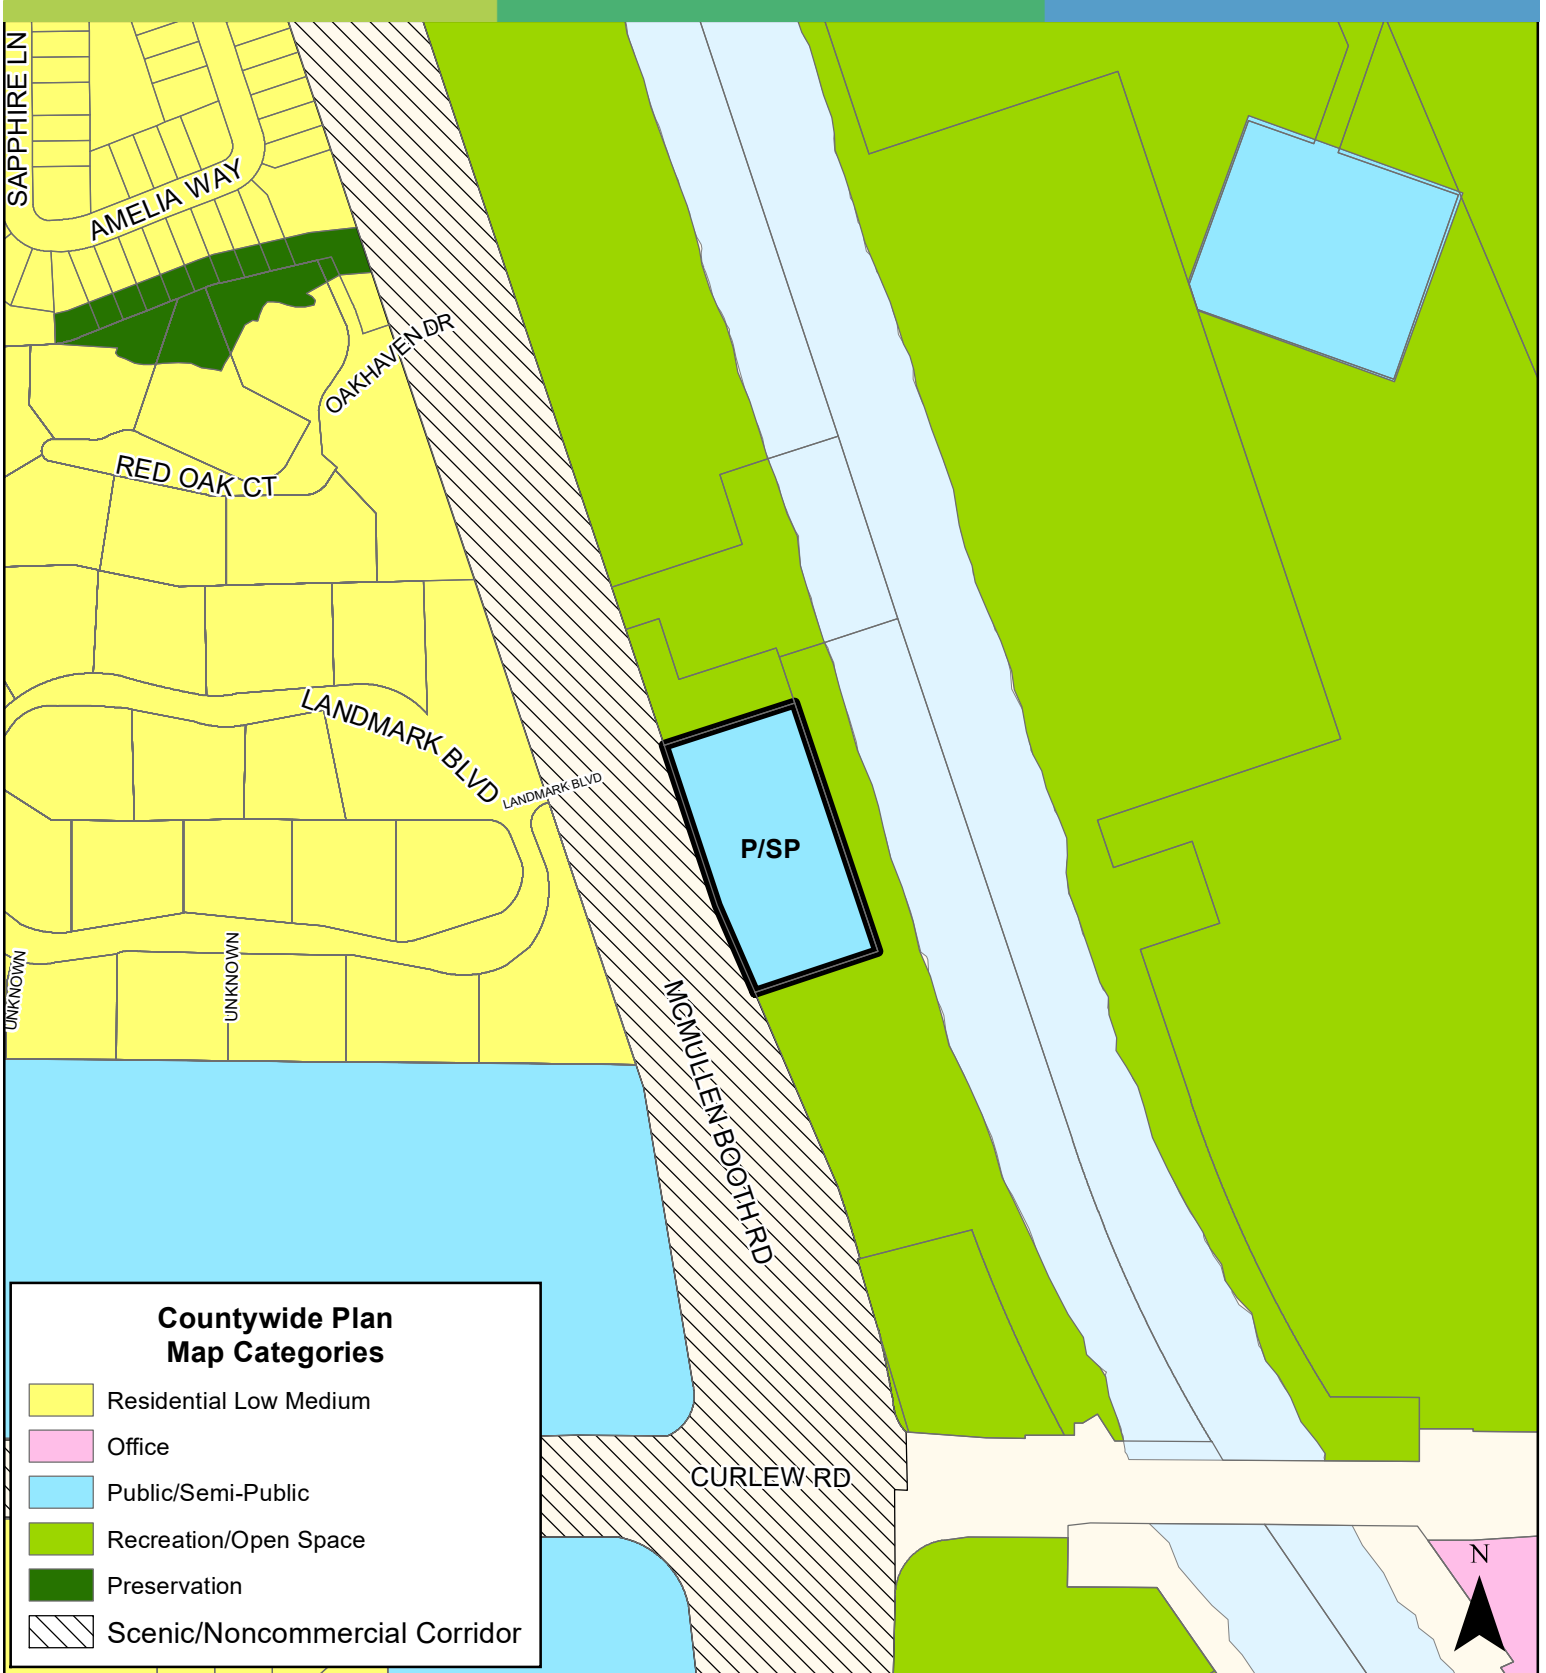 SAPPHIRE LN
AMELIA WAY
OAKHAVEN DR
RED OAK CT
LANDMARK BLVD
LANDMARK BLVD
P/SP
UNKNOWN
UNKNOWN
MCMULLEN BOOTH RD
CURLEW RD
Countywide Plan
Map Categories
Residential Low Medium
Office
Public/Semi-Public
Recreation/Open Space
Preservation
Scenic/Noncommercial Corridor
N